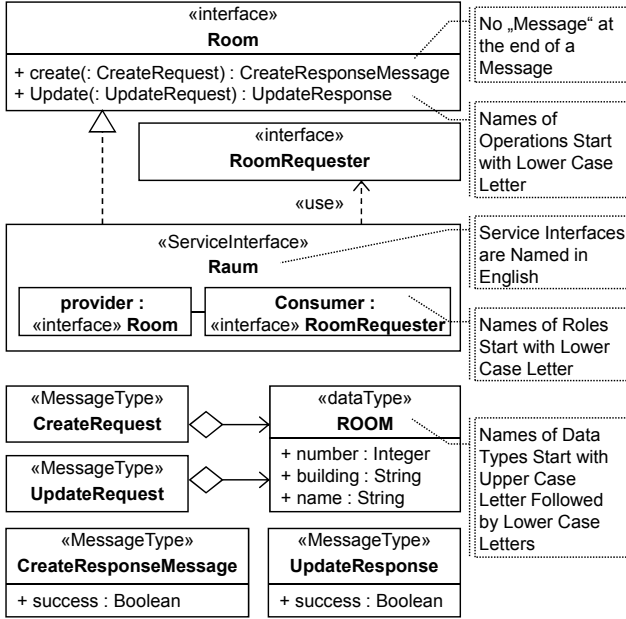 «interface»
Room
+ create(: CreateRequest) : CreateResponseMessage
+ Update(: UpdateRequest) : UpdateResponse
No „Message“ at
the end of a
Message
Names of
Operations Start
with Lower Case
Letter
«interface»
RoomRequester
«use»
«ServiceInterface»
Raum
provider :
«interface» Room
Consumer :
«interface» RoomRequester
Service Interfaces
are Named in
English
Names of Roles
Start with Lower
Case Letter
«MessageType»
CreateRequest
«MessageType»
UpdateRequest
«dataType»
ROOM
+ number : Integer
+ building : String
+ name : String
Names of Data
Types Start with
Upper Case
Letter Followed
by Lower Case
Letters
«MessageType»
CreateResponseMessage
+ success : Boolean
«MessageType»
UpdateResponse
+ success : Boolean